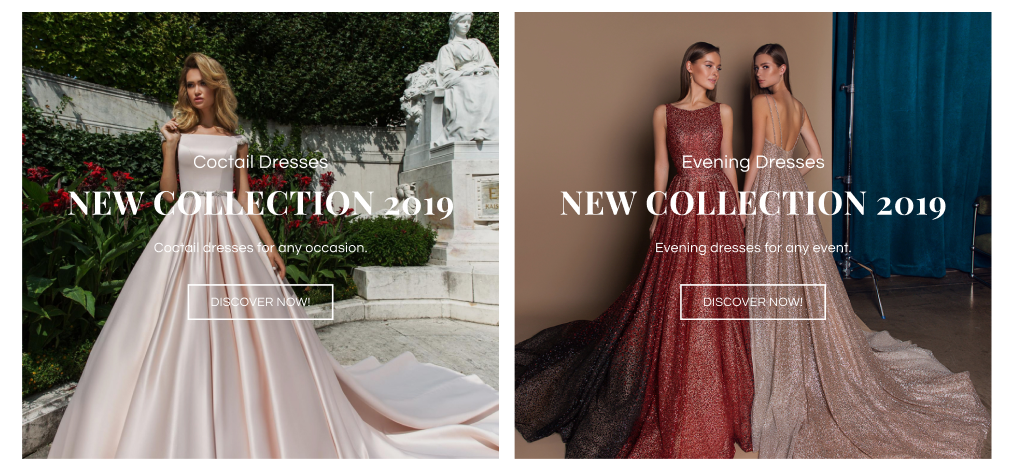 Coctail Dresses
NEW COLLECTION 2019
Coctail dresses for any occasion.
DISCOVER NOW!
Evening Dresses
NEW COLLECTION 2019
Evening dresses for any event.
DISCOVER NOW!